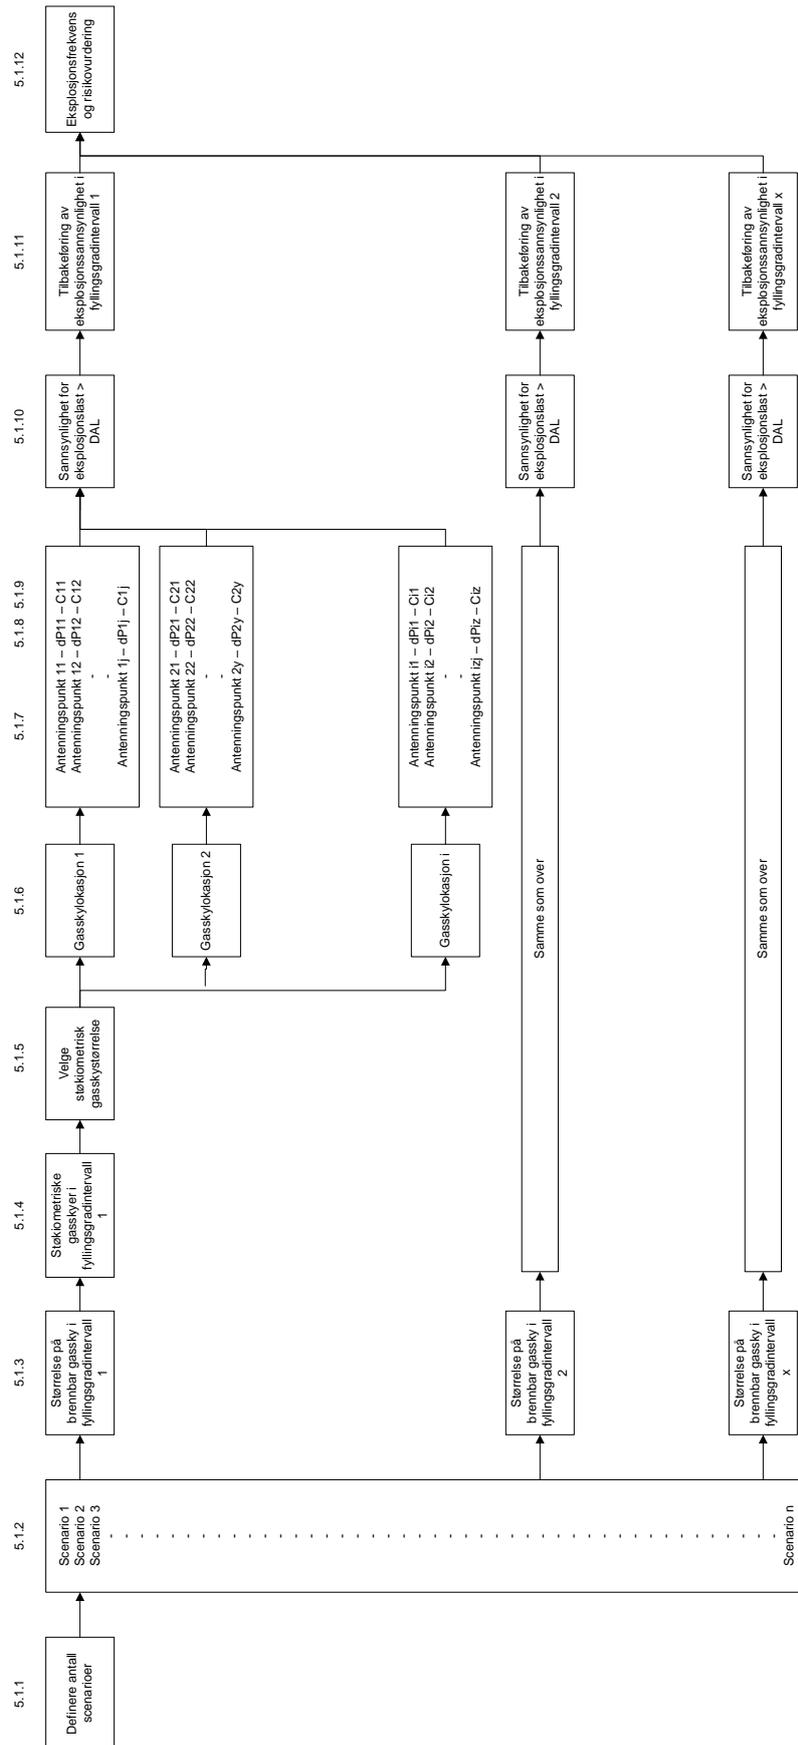 5.1.1
5.1.2
5.1.3
5.1.4
5.1.5
5.1.6
5.1.7
5.1.8
5.1.9
5.1.10
5.1.11
5.1.12
Definere antall
scenarioer
Scenario 1
Scenario 2
Scenario 3
Scenario n
Størrelse på
brennbar gassky i
fyllingsgradintervall
1
Støkiometriske
gasskyer i
fyllingsgradintervall
1
Velge
støkiometrisk
gasskystørrelse
Gasskylokasjon 1
Antenningspunkt 11 – dP11 – C11
Antenningspunkt 12 – dP12 – C12
-
-
Antenningspunkt 1j – dP1j – C1j
Sannsynlighet for
eksplosjonslast >
DAL
Tilbakeføring av
eksplosjonssannsynlighet i
fyllingsgradintervall 1
Eksplosjonsfrekvens
og risikovurdering
Gasskylokasjon 2
Antenningspunkt 21 – dP21 – C21
Antenningspunkt 22 – dP22 – C22
-
-
Antenningspunkt 2y – dP2y – C2y
Gasskylokasjon i
Antenningspunkt i1 – dPi1 – Ci1
Antenningspunkt i2 – dPi2 – Ci2
-
-
Antenningspunkt izj – dPiz – Ciz
Størrelse på
brennbar gassky i
fyllingsgradintervall
2
Samme som over
Sannsynlighet for
eksplosjonslast >
DAL
Tilbakeføring av
eksplosjonssannsynlighet i
fyllingsgradintervall 2
Størrelse på
brennbar gassky i
fyllingsgradintervall
x
Samme som over
Sannsynlighet for
eksplosjonslast >
DAL
Tilbakeføring av
eksplosjonssannsynlighet i
fyllingsgradintervall x